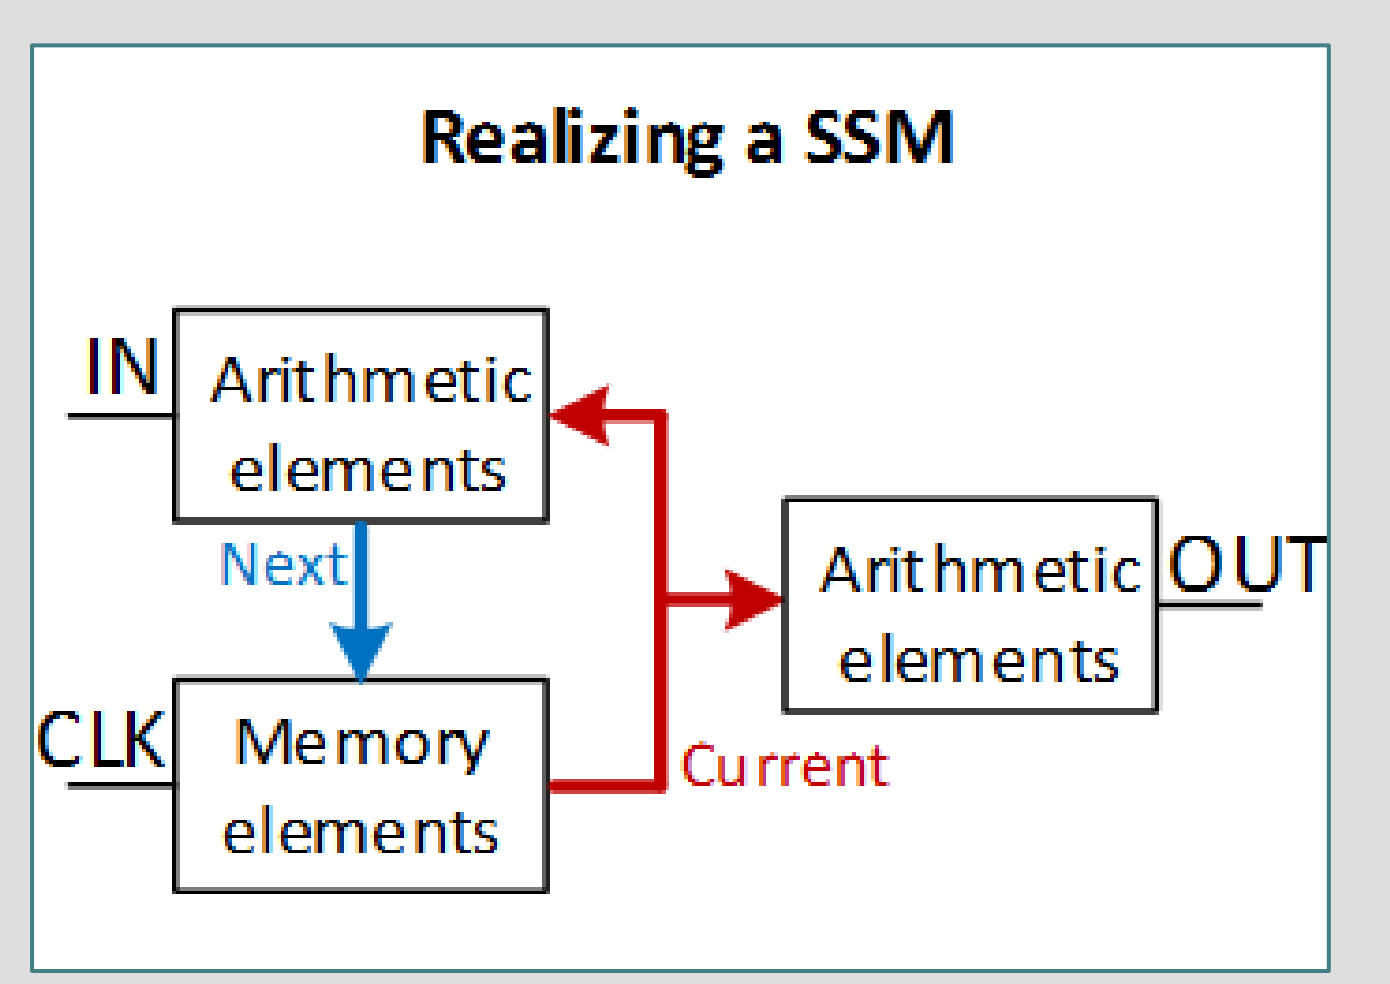 Realizing a SSM
IN
Arithmetic
elements
Next
Arithmetic
elements
OUT
CLK
Memory
elements
Current